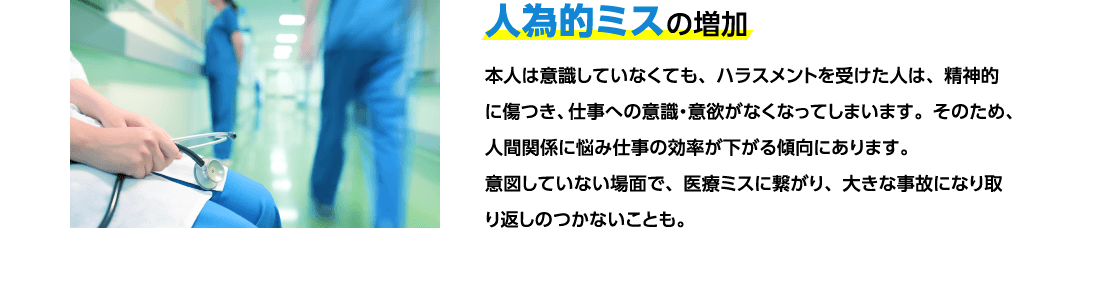 人為的ミスの増加
本人は意識していなくても、ハラスメントを受けた人は、精神的
に傷つき、仕事への意識・意欲がなくなってしまいます。そのため、
人間関係に悩み仕事の効率が下がる傾向にあります。
意図していない場面で、医療ミスに繋がり、大きな事故になり取
り返しのつかないことも。